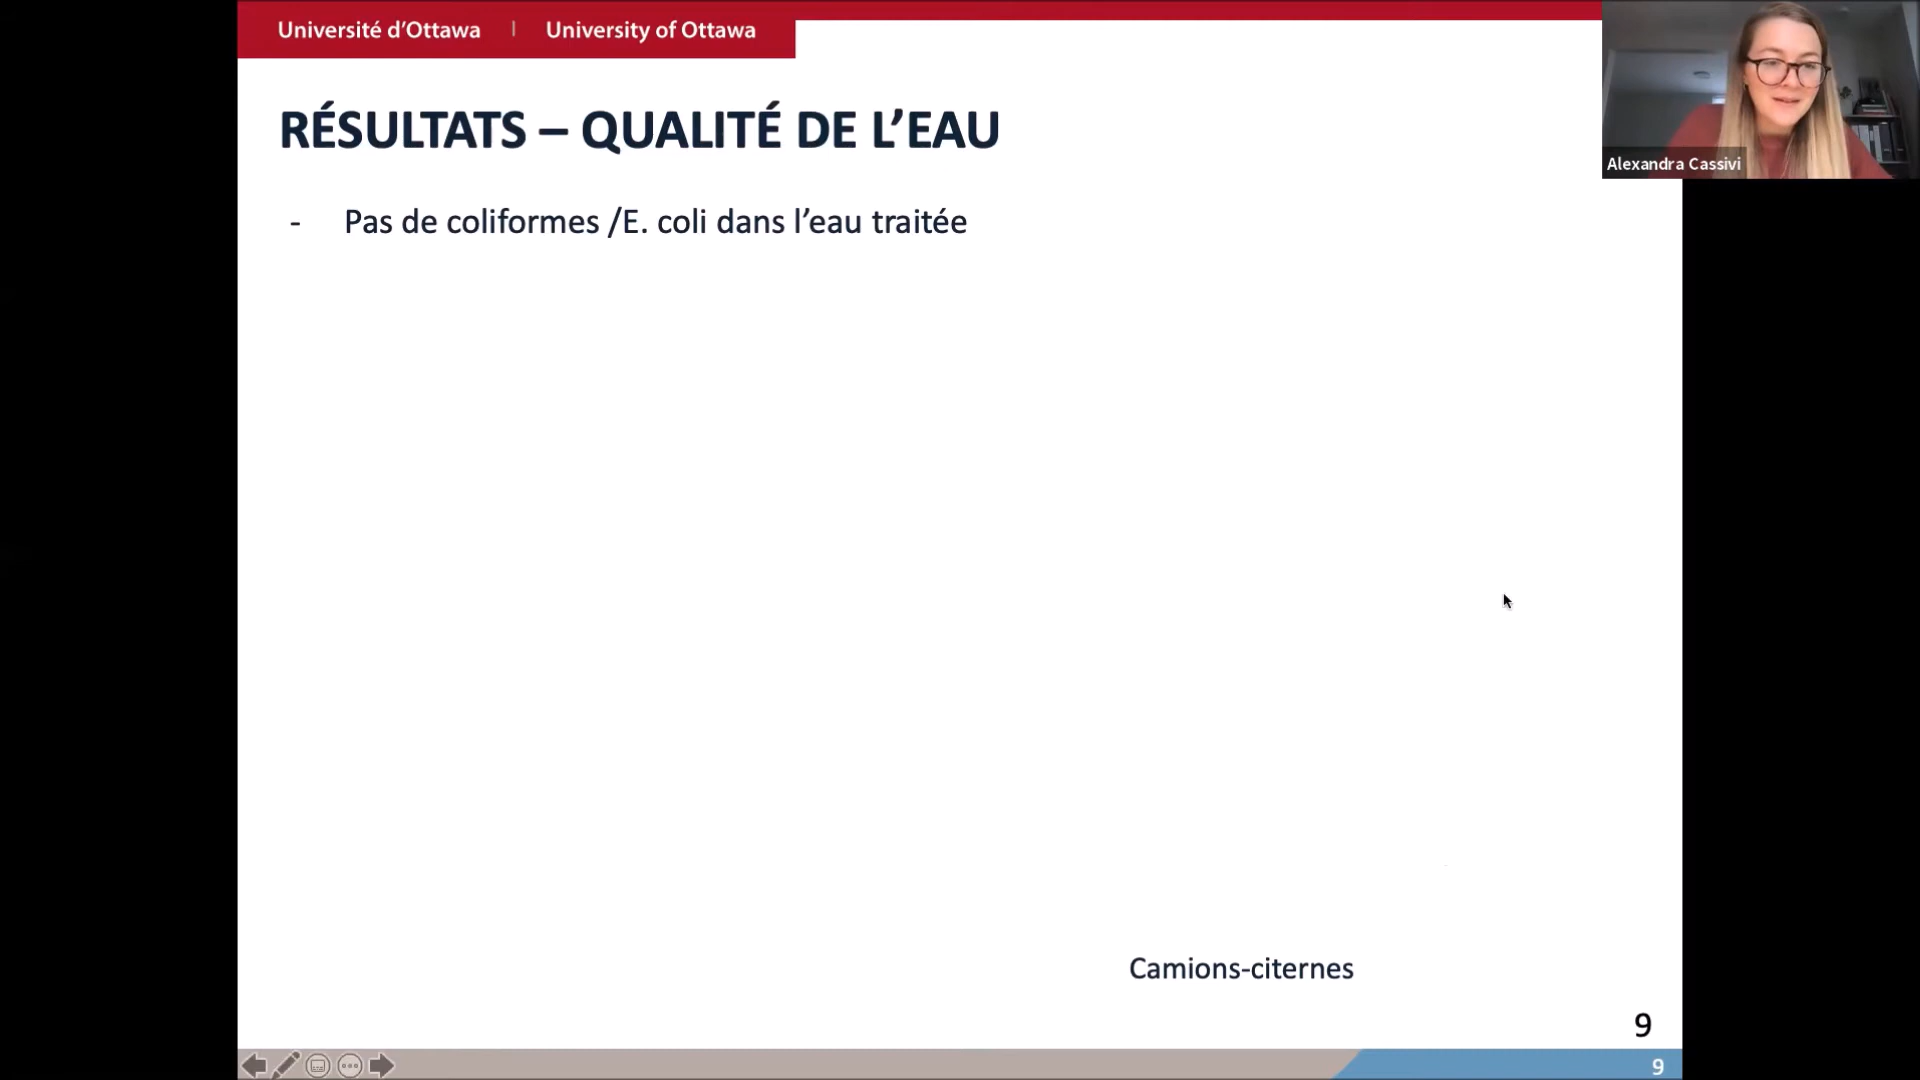 Université d'Ottawa | University of Ottawa
Alexandra Cassivi
RÉSULTATS – QUALITÉ DE L'EAU
- Pas de coliformes /E. coli dans l'eau traitée
Camions-citernes
9
9